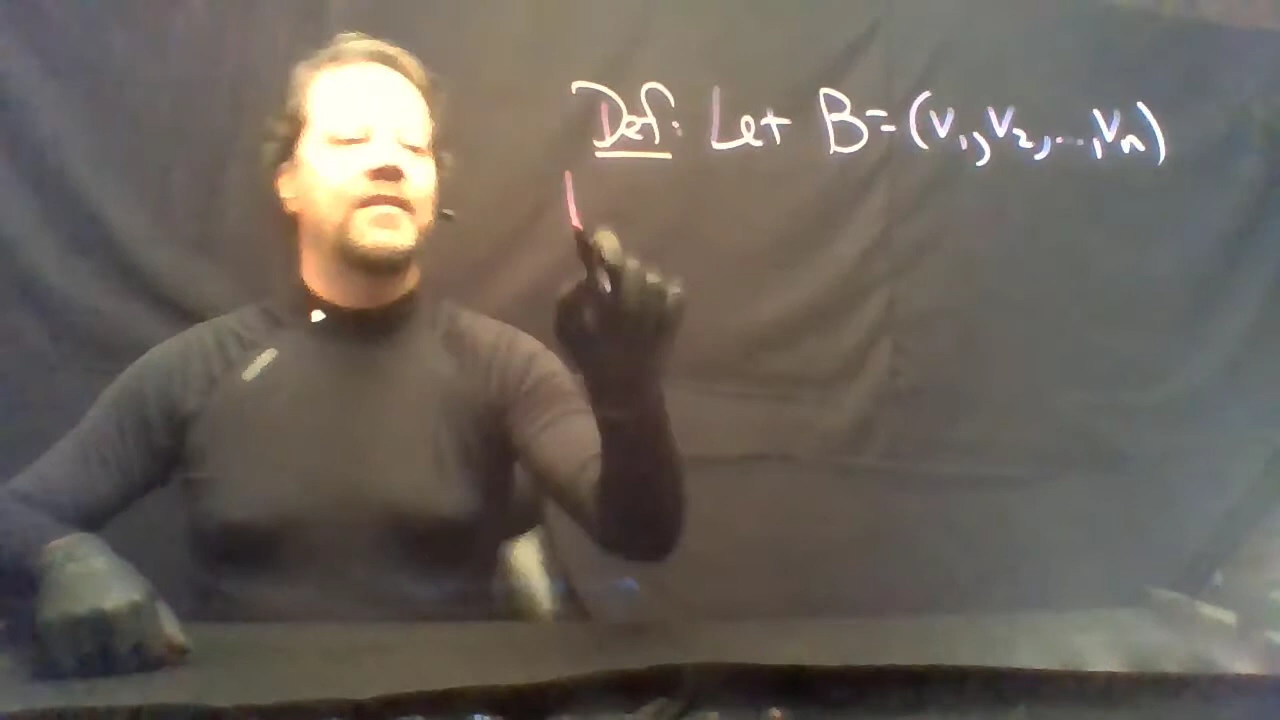 Def: Let B=(v₁,v₂,...,vₙ)